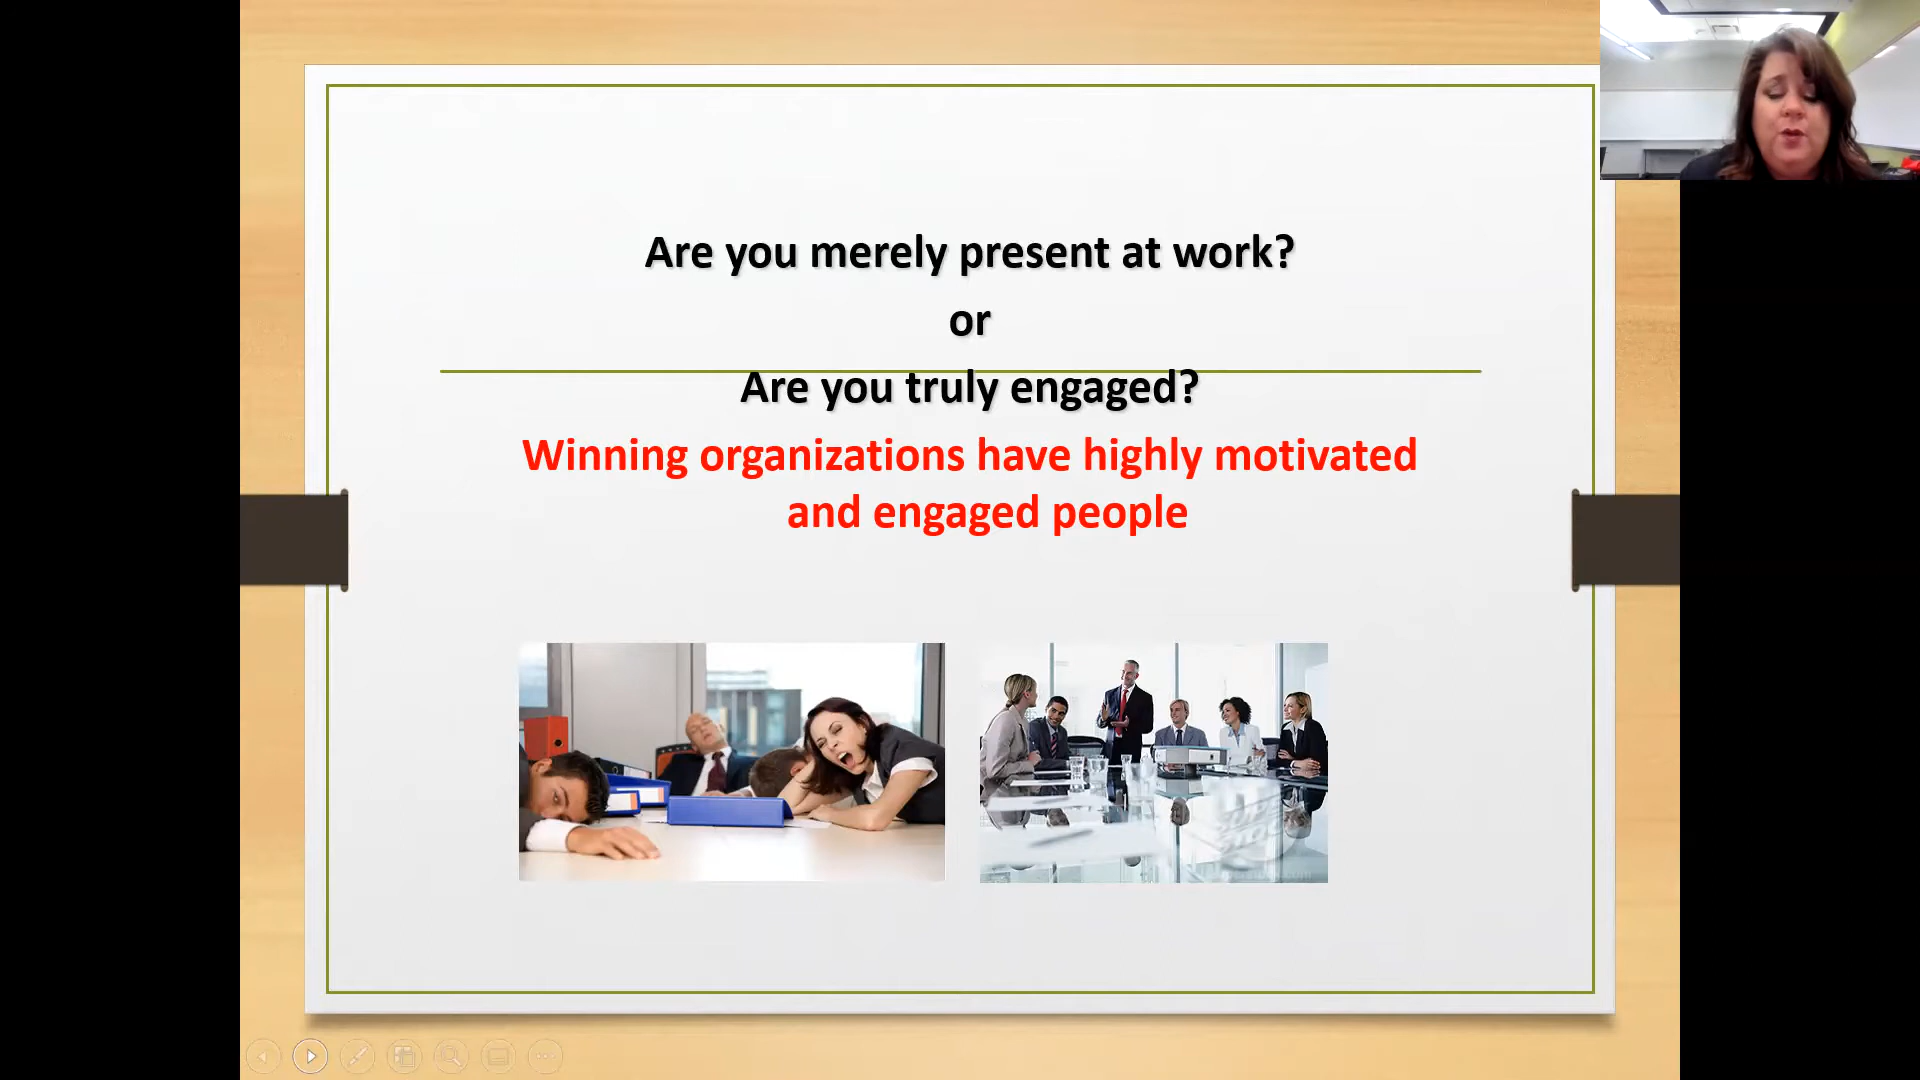 Are you merely present at work?
or
Are you truly engaged?
Winning organizations have highly motivated
and engaged people